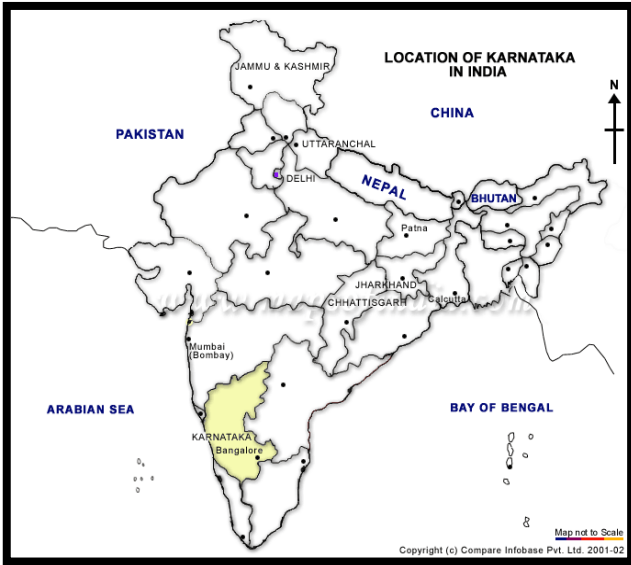 LOCATION OF KARNATAKA
IN INDIA
JAMMU & KASHMIR
N
CHINA
PAKISTAN
UTTARANCHAL
DELHI
NEPAL
BHUTAN
Patna
JHARKHAND
CHHATTISGARH
Calcutta
Mumbai
(Bombay)
ARABIAN SEA
BAY OF BENGAL
KARNATAKA
Bangalore
Map not to Scale
Copyright (c) Compare Infobase Pvt. Ltd. 2001-02